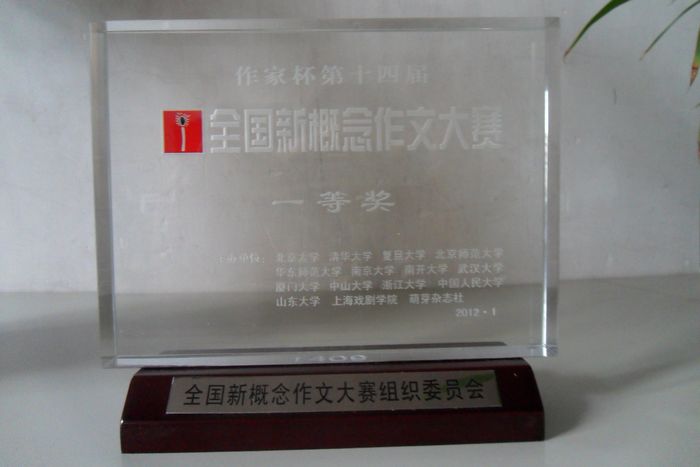 作家杯第十四届
全国新概念作文大赛
一等奖
主办单位：北京大学 清华大学 复旦大学 北京师范大学
华东师范大学 南京大学 南开大学 武汉大学
厦门大学 中山大学 浙江大学 中国人民大学
山东大学 上海戏剧学院 萌芽杂志社
2012·1
全国新概念作文大赛组织委员会